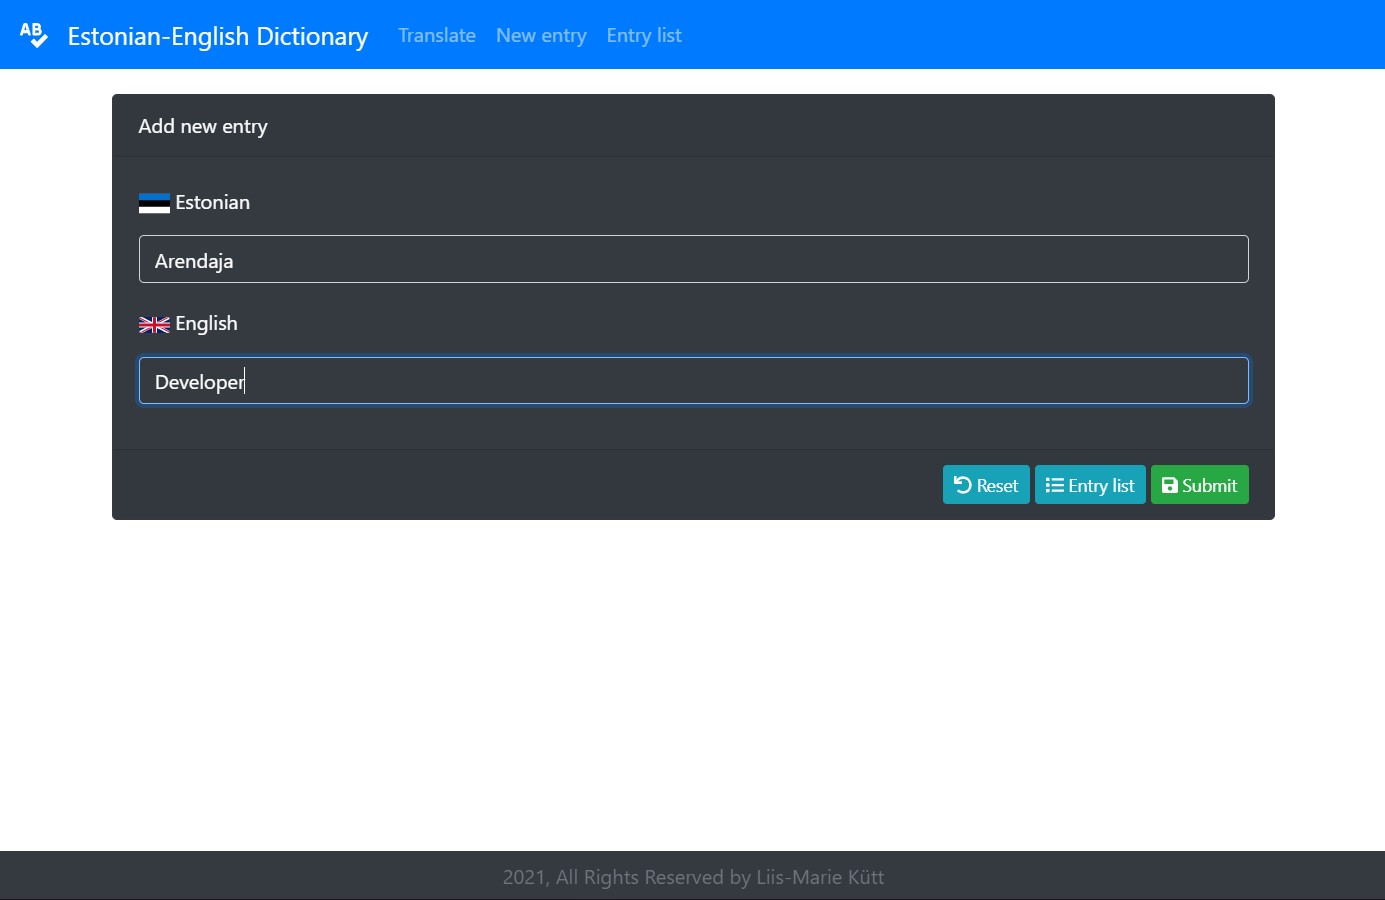 AB
Estonian-English Dictionary Translate New entry Entry list
Add new entry
Estonian
Arendaja
English
Developer
Reset Entry list Submit
2021, All Rights Reserved by Liis-Marie Kütt